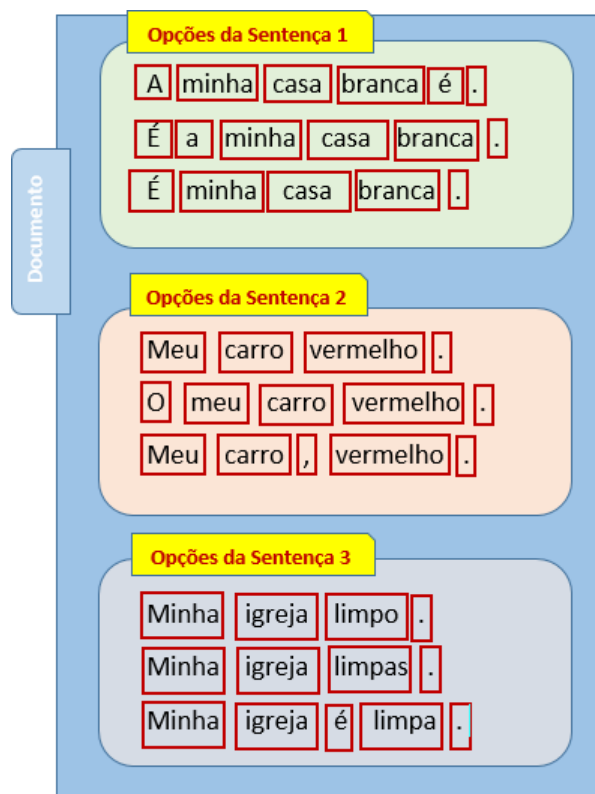 Documento
Opções da Sentença 1
A minha casa branca é .
É a minha casa branca .
É minha casa branca .
Opções da Sentença 2
Meu carro vermelho .
O meu carro vermelho .
Meu carro , vermelho .
Opções da Sentença 3
Minha igreja limpo .
Minha igreja limpas .
Minha igreja é limpa .